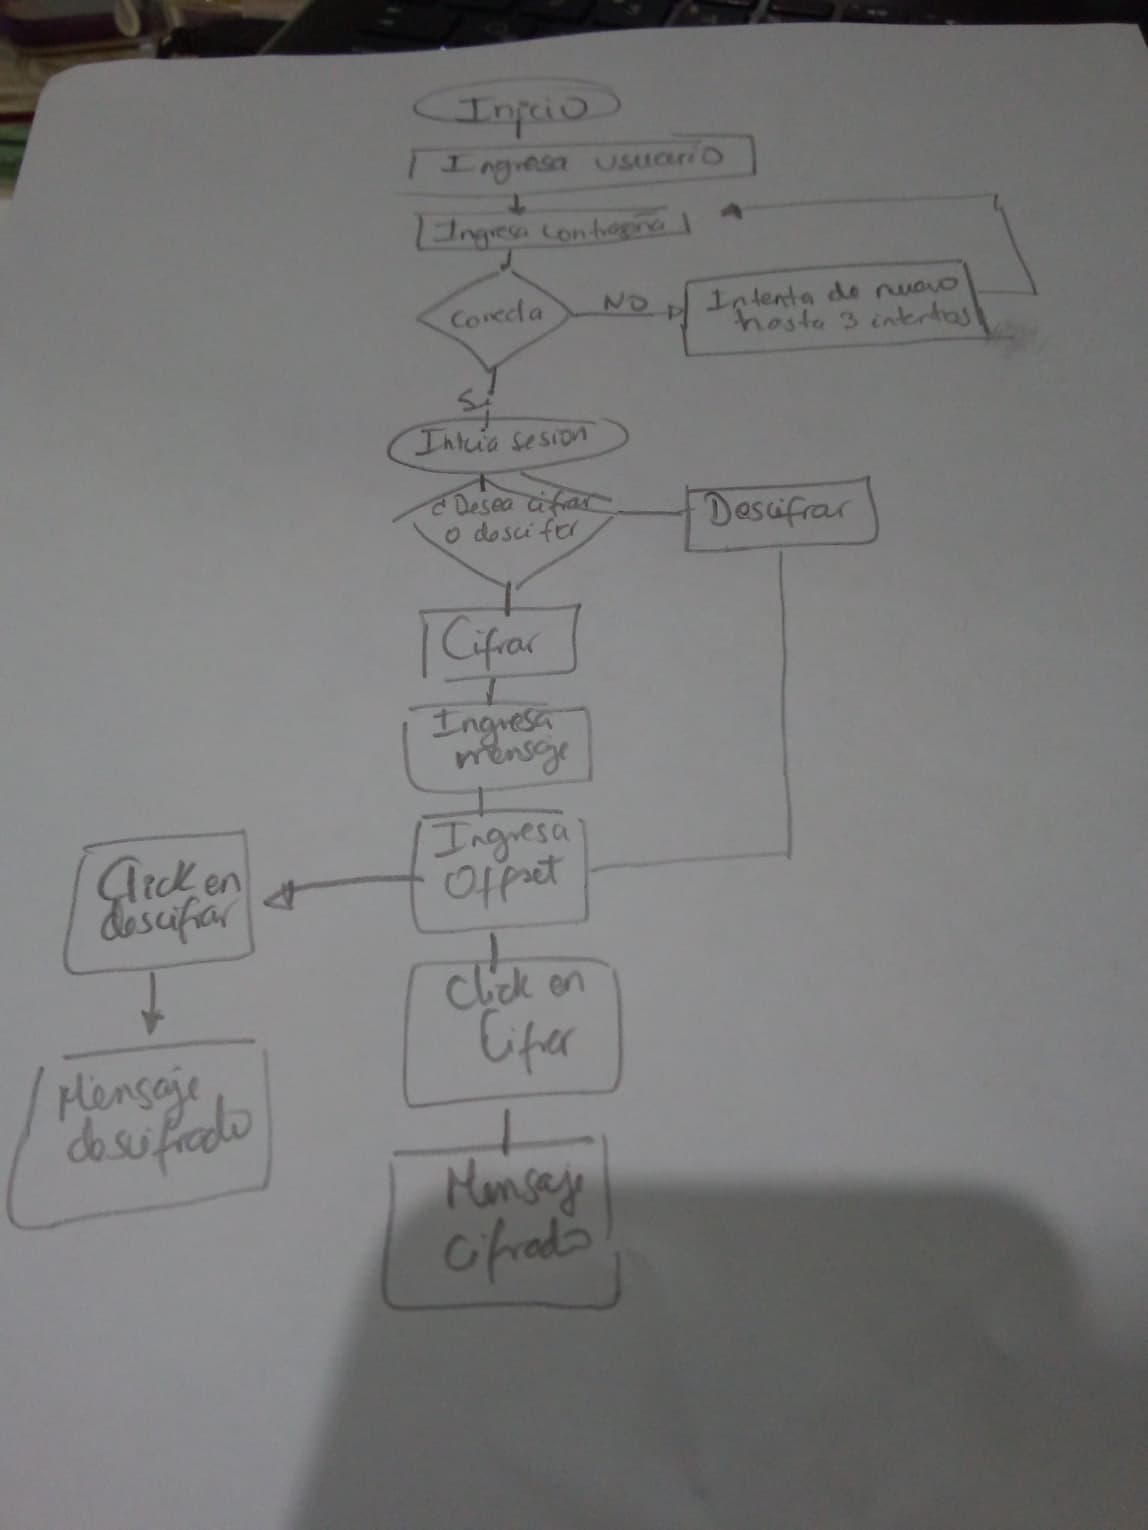 Inicio
Ingresa usuario
Ingresa contraseña
Correcta
NO
Intenta de nuevo
hasta 3 intentos
Si
Inicia sesion
¿Desea cifrar
o descifrar
Descifrar
Cifrar
Ingresa
mensaje
Ingresa
Offset
Click en
descifrar
Click en
Cifrar
Mensaje
descifrado
Mensaje
cifrado